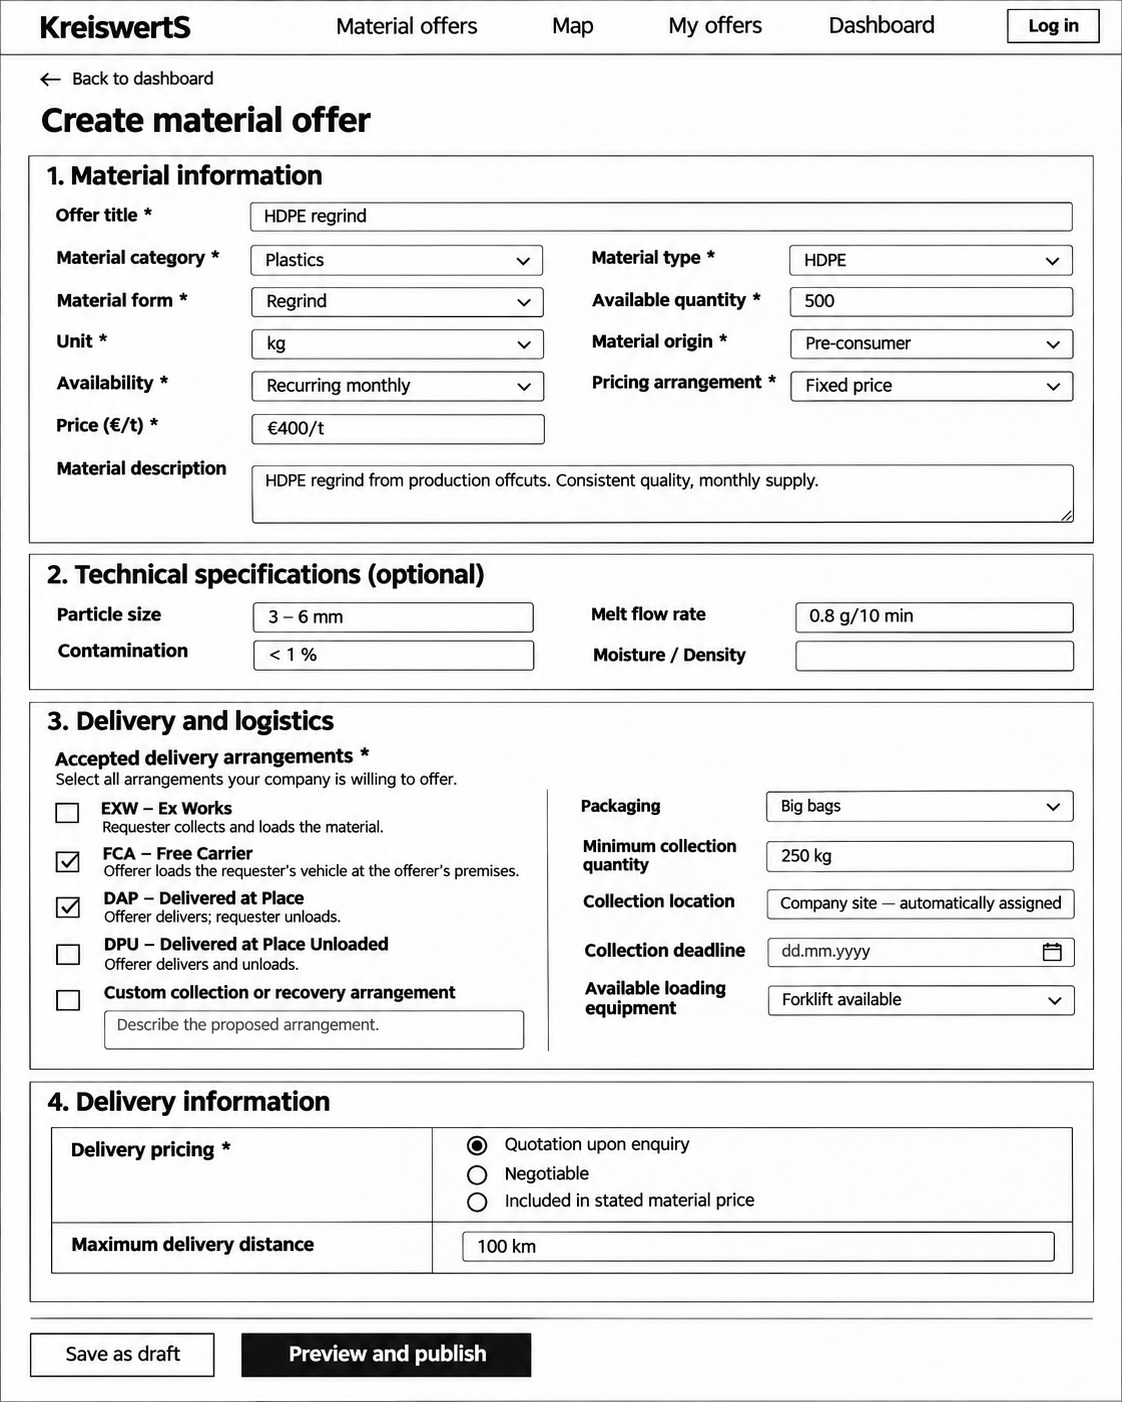 KreiswertS
Material offers Map My offers Dashboard Log in
← Back to dashboard
Create material offer
1. Material information
Offer title * HDPE regrind
Material category * Plastics Material type * HDPE
Material form * Regrind Available quantity * 500
Unit * kg Material origin * Pre-consumer
Availability * Recurring monthly Pricing arrangement * Fixed price
Price (€/t) * €400/t
Material description HDPE regrind from production offcuts. Consistent quality, monthly supply.
2. Technical specifications (optional)
Particle size 3 – 6 mm Melt flow rate 0.8 g/10 min
Contamination < 1 % Moisture / Density
3. Delivery and logistics
Accepted delivery arrangements *
Select all arrangements your company is willing to offer.
EXW – Ex Works
Requester collects and loads the material.
FCA – Free Carrier
Offerer loads the requester's vehicle at the offerer's premises.
DAP – Delivered at Place
Offerer delivers; requester unloads.
DPU – Delivered at Place Unloaded
Offerer delivers and unloads.
Custom collection or recovery arrangement
Describe the proposed arrangement.
Packaging Big bags
Minimum collection
quantity 250 kg
Collection location Company site — automatically assigned
Collection deadline dd.mm.yyyy
Available loading
equipment Forklift available
4. Delivery information
Delivery pricing * Quotation upon enquiry
Negotiable
Included in stated material price
Maximum delivery distance 100 km
Save as draft Preview and publish